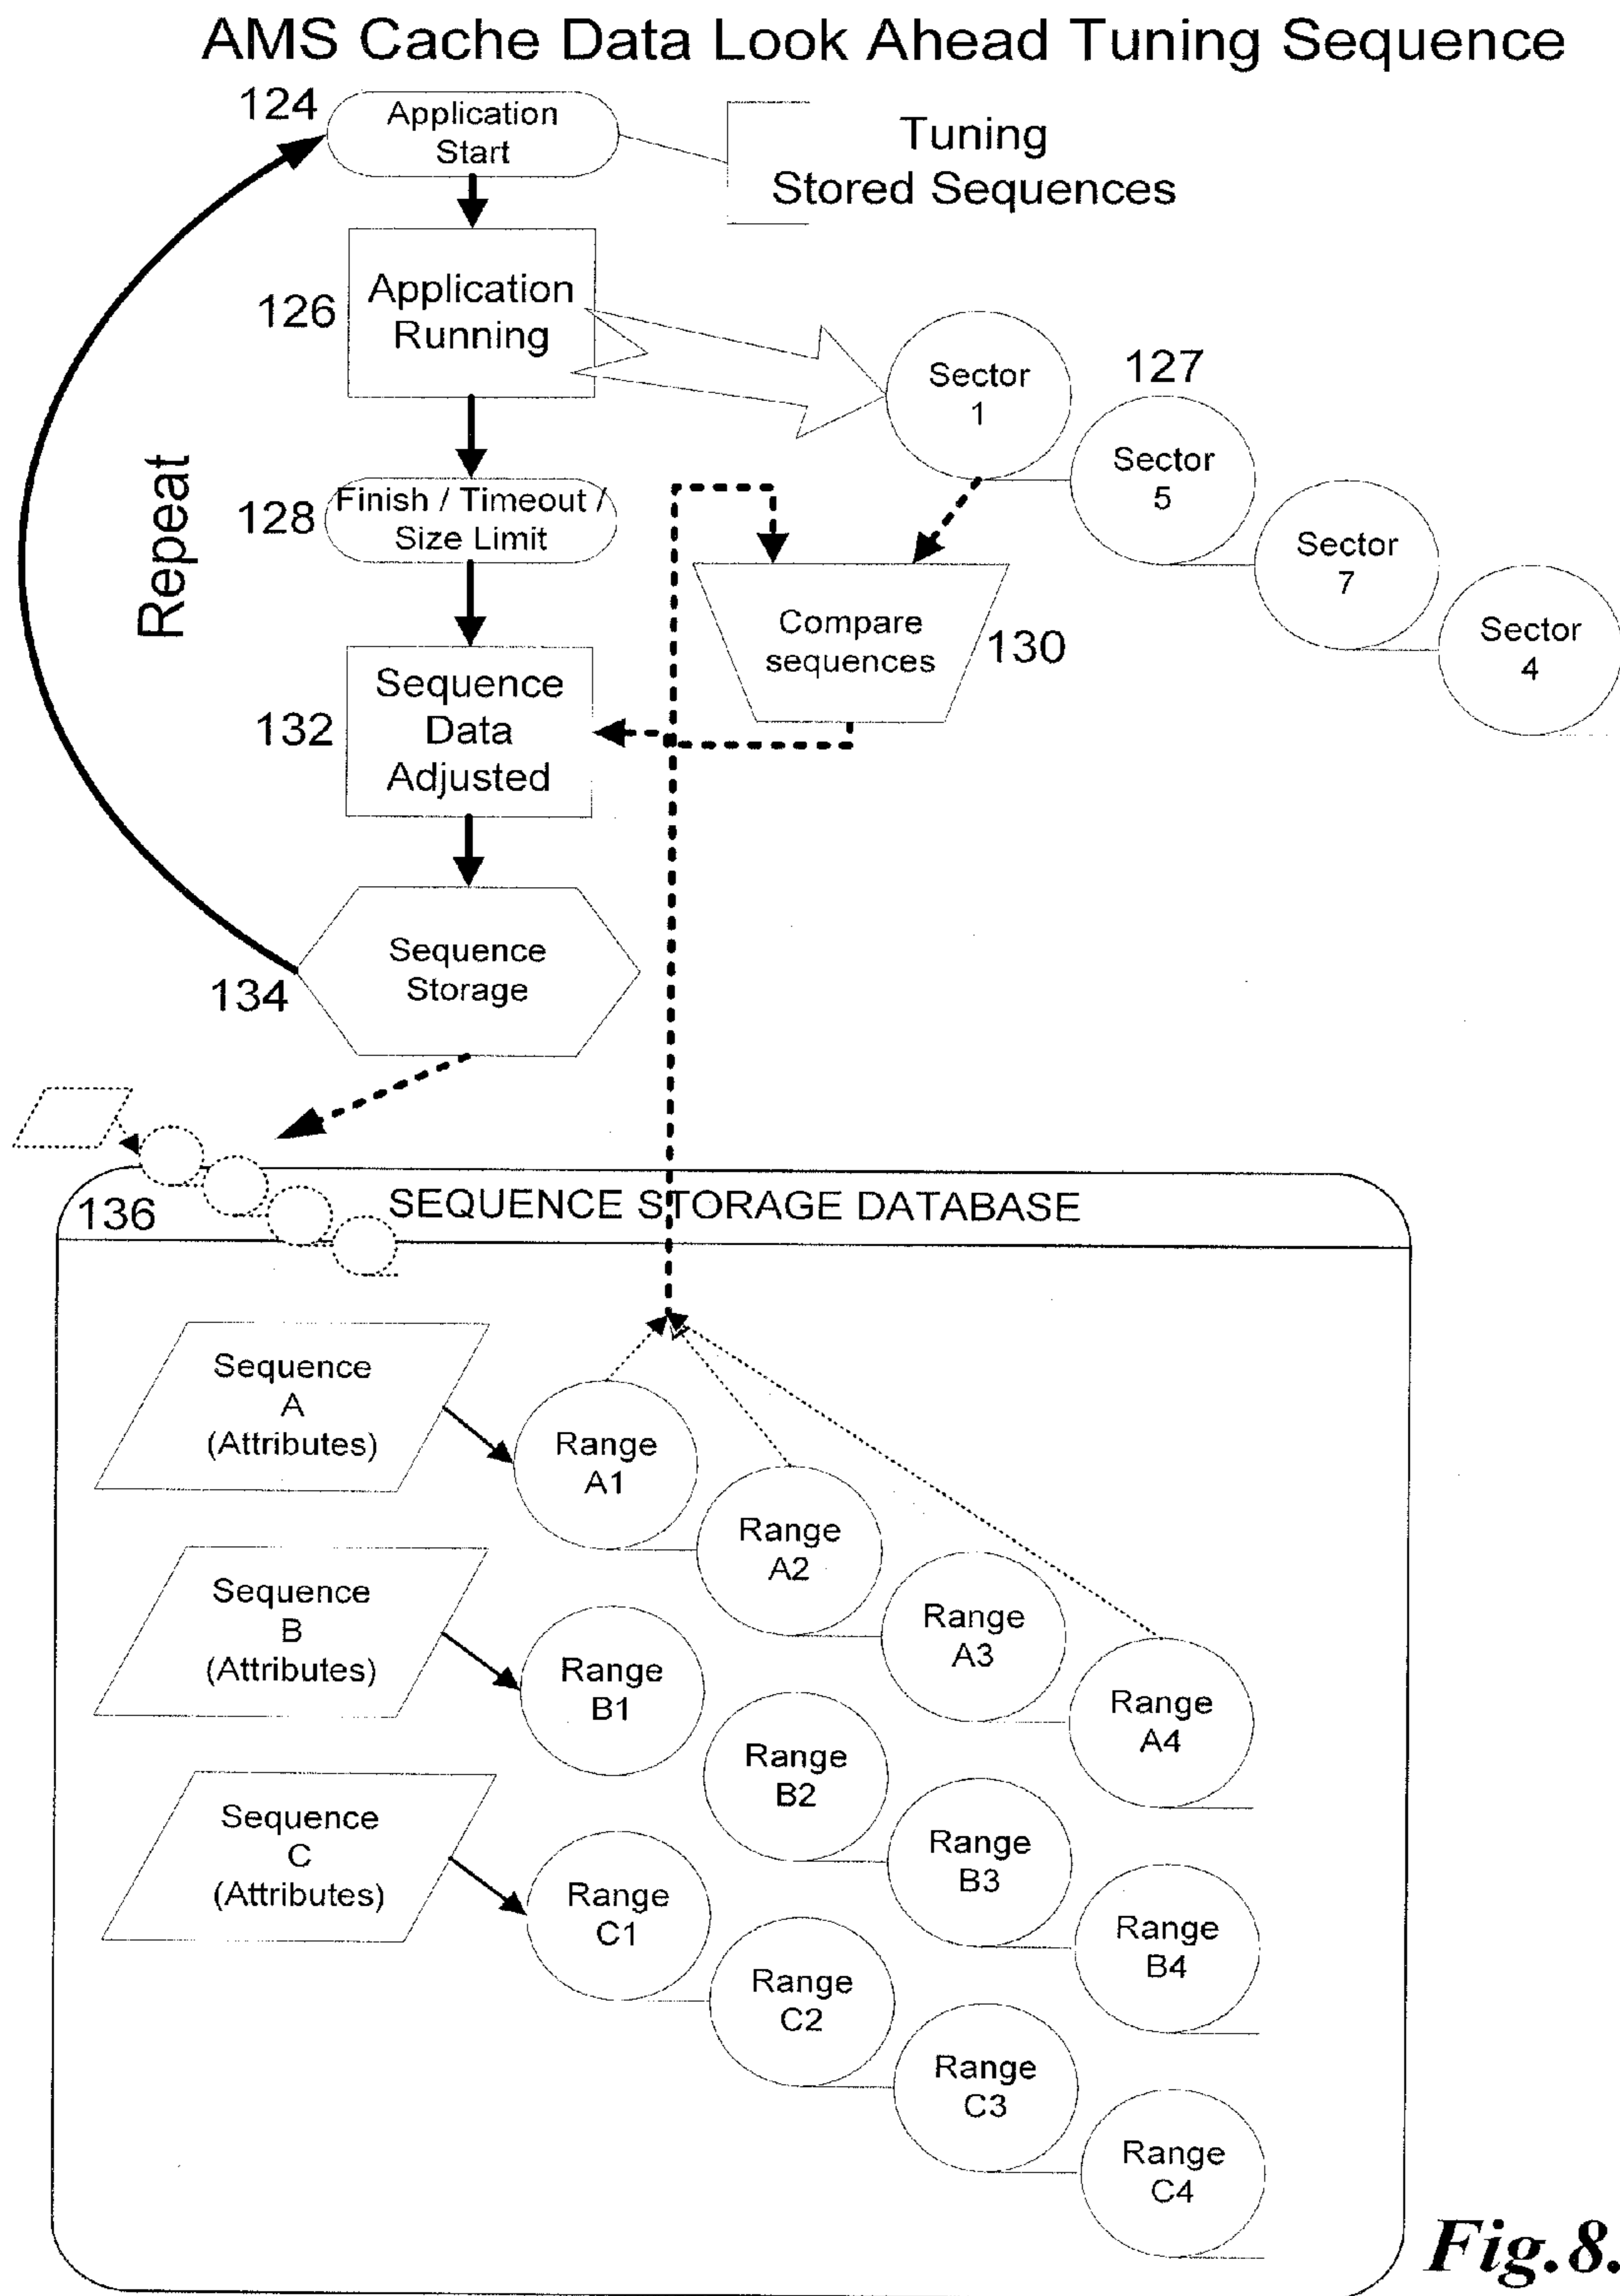 AMS Cache Data Look Ahead Tuning Sequence
124
Application
Start
Tuning
Stored Sequences
126
Application
Running
Sector
1
127
Sector
5
Sector
7
Sector
4
Repeat
128
Finish / Timeout /
Size Limit
Compare
sequences
130
132
Sequence
Data
Adjusted
134
Sequence
Storage
136
SEQUENCE STORAGE DATABASE
Sequence
A
(Attributes)
Range
A1
Range
A2
Range
A3
Range
A4
Sequence
B
(Attributes)
Range
B1
Range
B2
Range
B3
Range
B4
Sequence
C
(Attributes)
Range
C1
Range
C2
Range
C3
Range
C4
Fig.8.